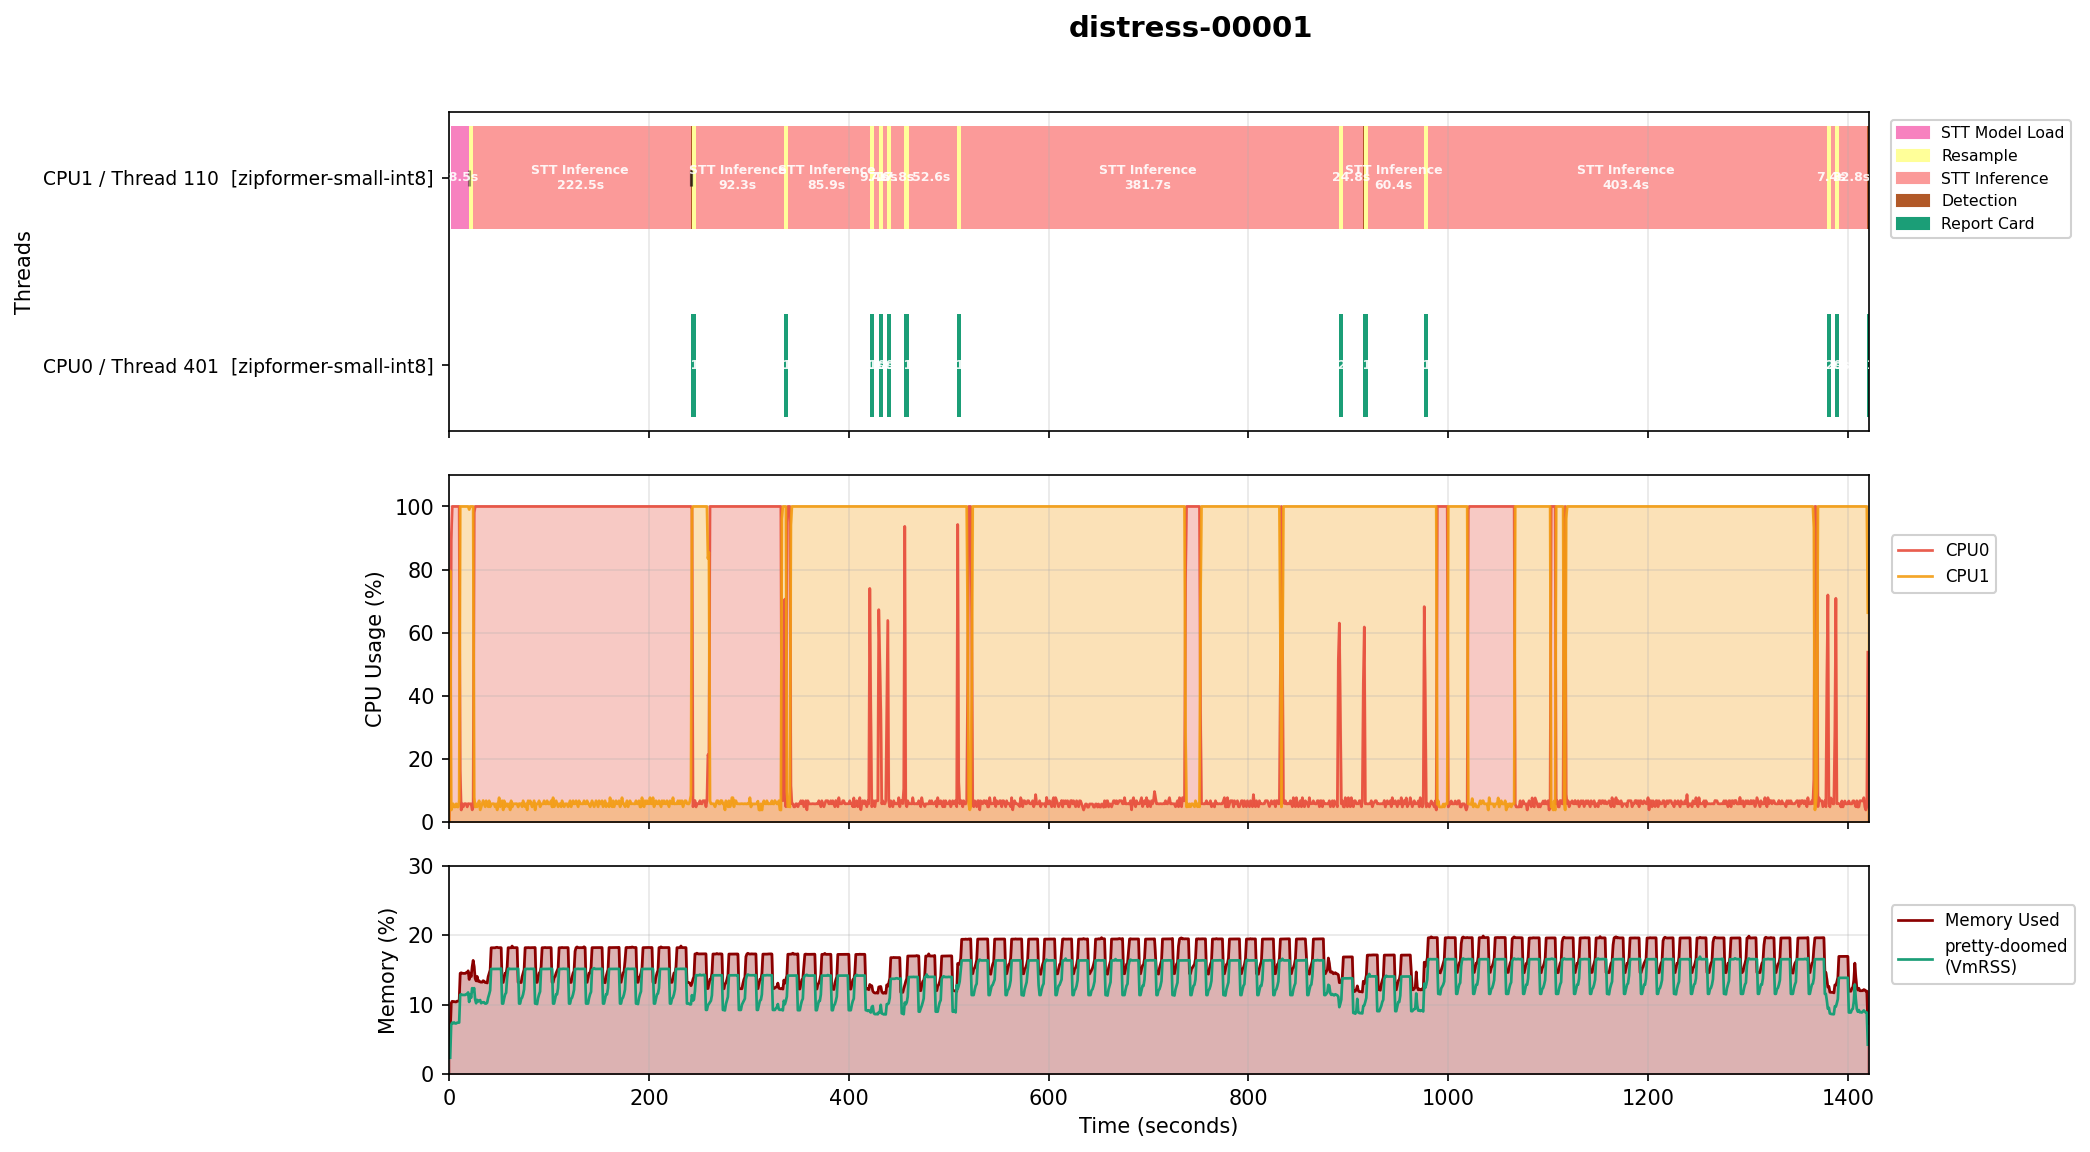 distress-00001
Threads
CPU1 / Thread 110 [zipformer-small-int8]
CPU0 / Thread 401 [zipformer-small-int8]
8.5s
STT Inference
222.5s
STT Inference
92.3s
STT Inference
85.9s
52.6s
STT Inference
381.7s
24.8s
STT Inference
60.4s
STT Inference
403.4s
STT Model Load
Resample
STT Inference
Detection
Report Card
CPU Usage (%)
100
80
60
40
20
0
CPU0
CPU1
Memory (%)
30
20
10
0
Memory Used
pretty-doomed
(VmRSS)
0 200 400 600 800 1000 1200 1400
Time (seconds)